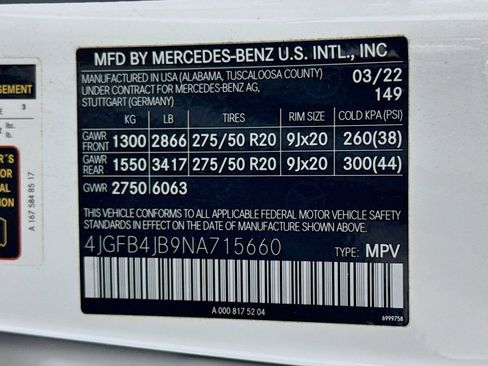 MFD BY MERCEDES-BENZ U.S. INTL., INC
MANUFACTURED IN USA (ALABAMA, TUSCALOOSA COUNTY) 03/22
UNDER CONTRACT FOR MERCEDES-BENZ AG, 149
STUTTGART (GERMANY)
KG LB TIRES RIM SIZE COLD KPA (PSI)
GAWR FRONT 1300 2866 275/50 R20 9Jx20 260(38)
GAWR REAR 1550 3417 275/50 R20 9Jx20 300(44)
GVWR 2750 6063
THIS VEHICLE CONFORMS TO ALL APPLICABLE FEDERAL MOTOR VEHICLE SAFETY
STANDARDS IN EFFECT ON THE DATE OF MANUFACTURE SHOWN ABOVE.
4JGFB4JB9NA715660 TYPE: MPV
A 000 817 52 04
6999758
A 167 584 85 17